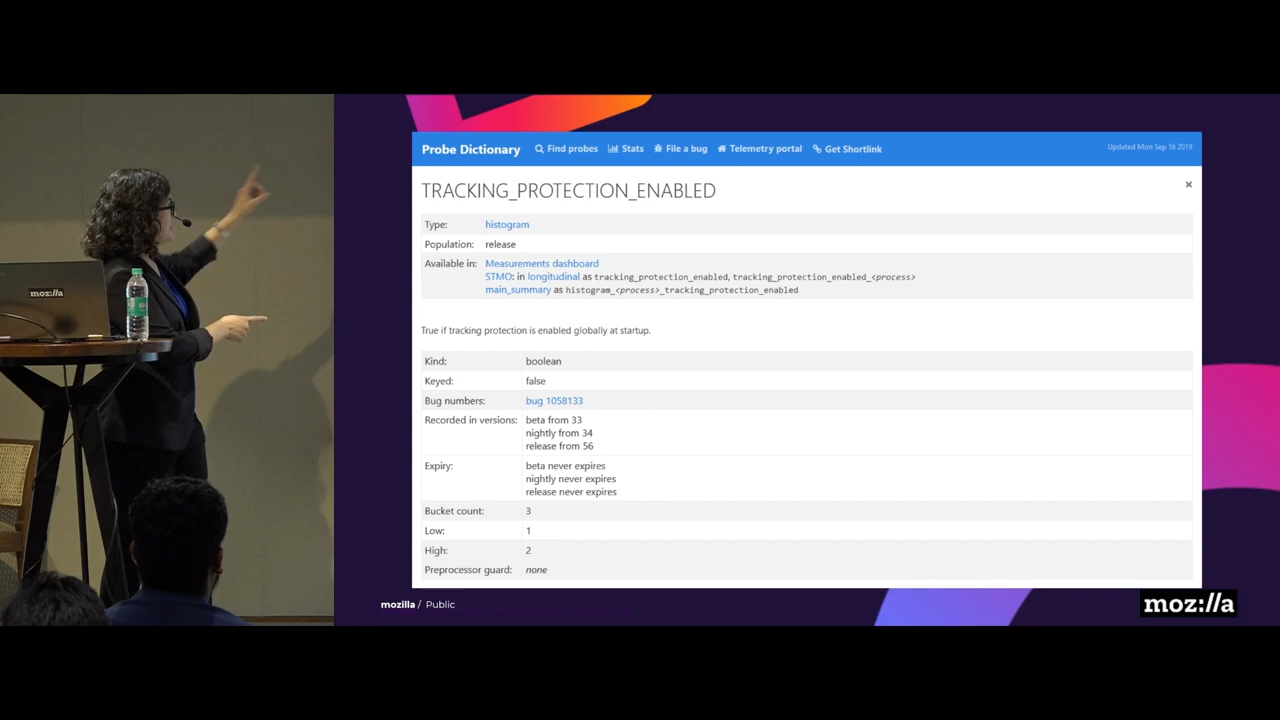 Probe Dictionary Find probes Stats File a bug Telemetry portal Get Shortlink Updated Mon Sep 16 2019
TRACKING_PROTECTION_ENABLED
Type: histogram
Population: release
Available in: Measurements dashboard
STMO: in longitudinal as tracking_protection_enabled, tracking_protection_enabled_<process>
main_summary as histogram_<process>_tracking_protection_enabled
True if tracking protection is enabled globally at startup.
Kind: boolean
Keyed: false
Bug numbers: bug 1058133
Recorded in versions: beta from 33
nightly from 34
release from 56
Expiry: beta never expires
nightly never expires
release never expires
Bucket count: 3
Low: 1
High: 2
Preprocessor guard: none
mozilla / Public
moz://a
moz://a